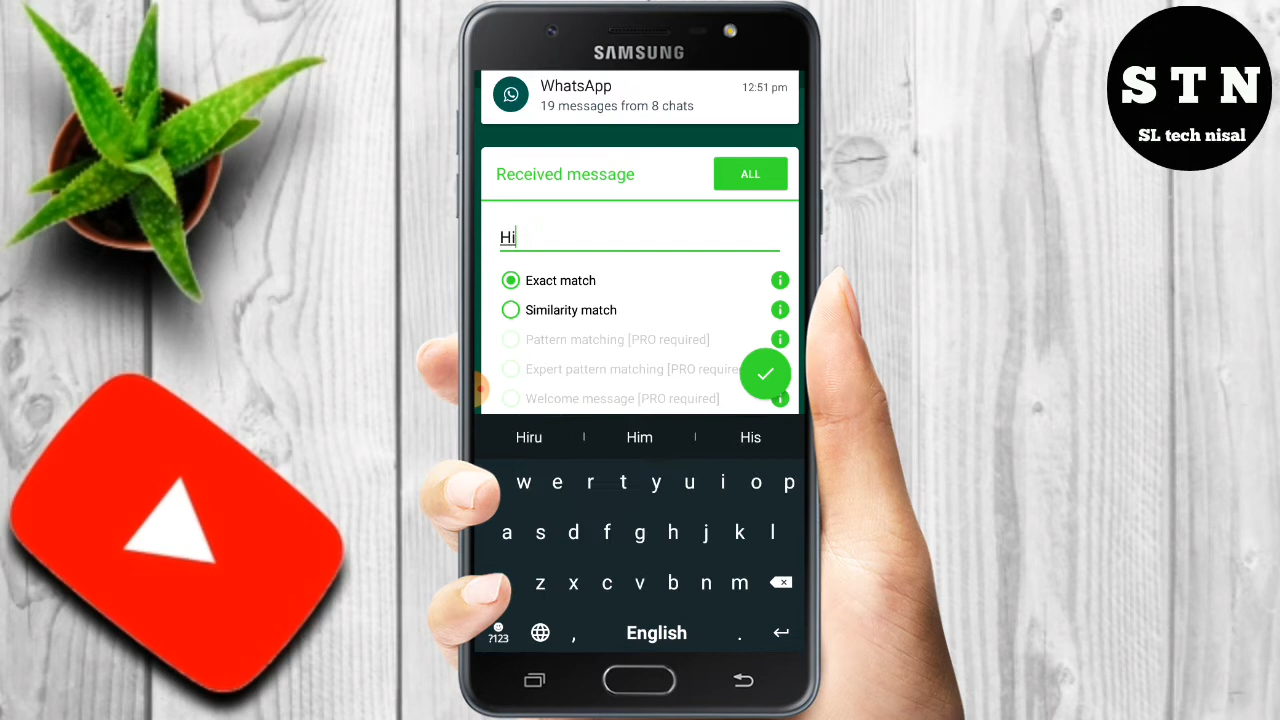 SAMSUNG
WhatsApp 12:51 pm
19 messages from 8 chats
Received message ALL
Hi
Exact match
Similarity match
Pattern matching [PRO required]
Expert pattern matching [PRO require
Welcome message [PRO required]
Hiru Him His
w e r t y u i o p
a s d f g h j k l
z x c v b n m
?123 , English .
S T N
SL tech nisal